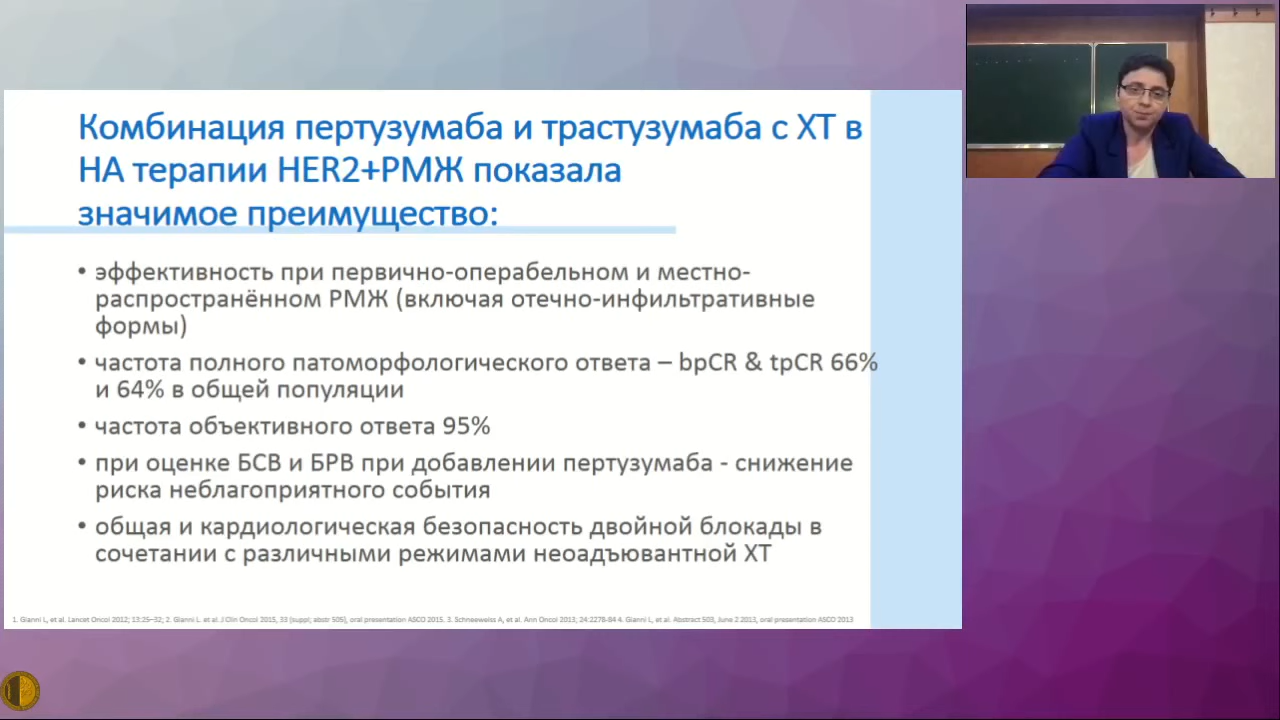 Комбинация пертузумаба и трастузумаба с ХТ в
НА терапии HER2+РМЖ показала
значимое преимущество:
• эффективность при первично-операбельном и местно-
распространённом РМЖ (включая отечно-инфильтративные
формы)
• частота полного патоморфологического ответа – bpCR & tpCR 66%
и 64% в общей популяции
• частота объективного ответа 95%
• при оценке БСВ и БРВ при добавлении пертузумаба - снижение
риска неблагоприятного события
• общая и кардиологическая безопасность двойной блокады в
сочетании с различными режимами неоадъювантной ХТ
1. Gianni L, et al. Lancet Oncol 2012; 13:25–32; 2. Gianni L. et al. J Clin Oncol 2015, 33 (suppl; abstr 505), oral presentation ASCO 2015. 3. Schneeweiss A, et al. Ann Oncol 2013; 24:2278-84 4. Gianni L, et al. Abstract 503, June 2 2013, oral presentation ASCO 2013